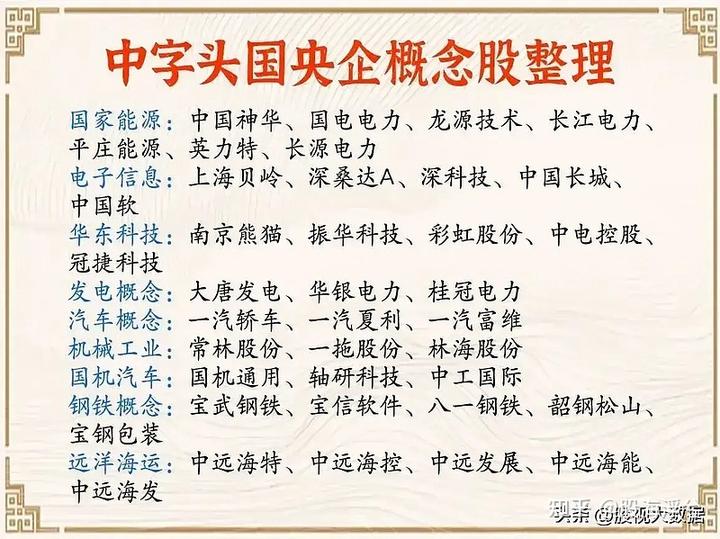 中字头国央企概念股整理
国家能源：中国神华、国电电力、龙源技术、长江电力、
平庄能源、英力特、长源电力
电子信息：上海贝岭、深桑达A、深科技、中国长城、
中国软
华东科技：南京熊猫、振华科技、彩虹股份、中电控股、
冠捷科技
发电概念：大唐发电、华银电力、桂冠电力
汽车概念：一汽轿车、一汽夏利、一汽富维
机械工业：常林股份、一拖股份、林海股份
国机汽车：国机通用、轴研科技、中工国际
钢铁概念：宝武钢铁、宝信软件、八一钢铁、韶钢松山、
宝钢包装
远洋海运：中远海特、中远海控、中远发展、中远海能、
中远海发
知乎 @股海
头条 @股视大数据